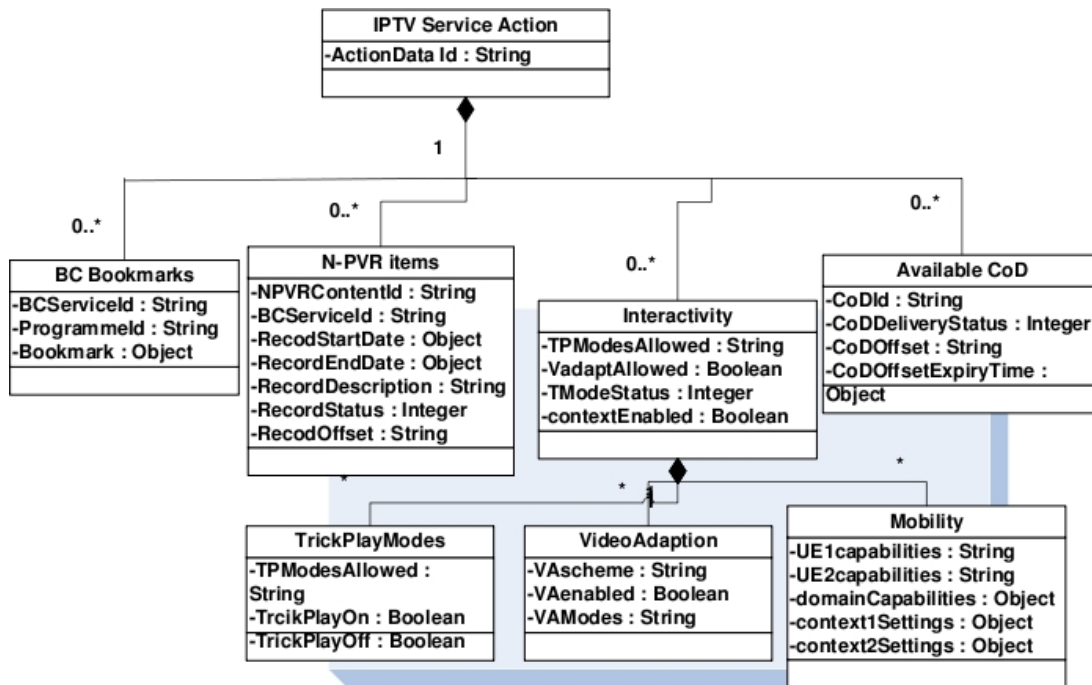 IPTV Service Action
-ActionData Id : String
1
0..*
0..*
0..*
0..*
BC Bookmarks
-BCServiceId : String
-ProgrammeId : String
-Bookmark : Object
N-PVR items
-NPVRContentId : String
-BCServiceId : String
-RecodStartDate : Object
-RecordEndDate : Object
-RecordDescription : String
-RecordStatus : Integer
-RecodOffset : String
Interactivity
-TPModesAllowed : String
-VadaptAllowed : Boolean
-TModeStatus : Integer
-contextEnabled : Boolean
Available CoD
-CoDId : String
-CoDDeliveryStatus : Integer
-CoDOffset : String
-CoDOffsetExpiryTime :
Object
*
*
1
*
TrickPlayModes
-TPModesAllowed :
String
-TrcikPlayOn : Boolean
-TrickPlayOff : Boolean
VideoAdaption
-VAscheme : String
-VAenabled : Boolean
-VAModes : String
Mobility
-UE1capabilities : String
-UE2capabilities : String
-domainCapabilities : Object
-context1Settings : Object
-context2Settings : Object